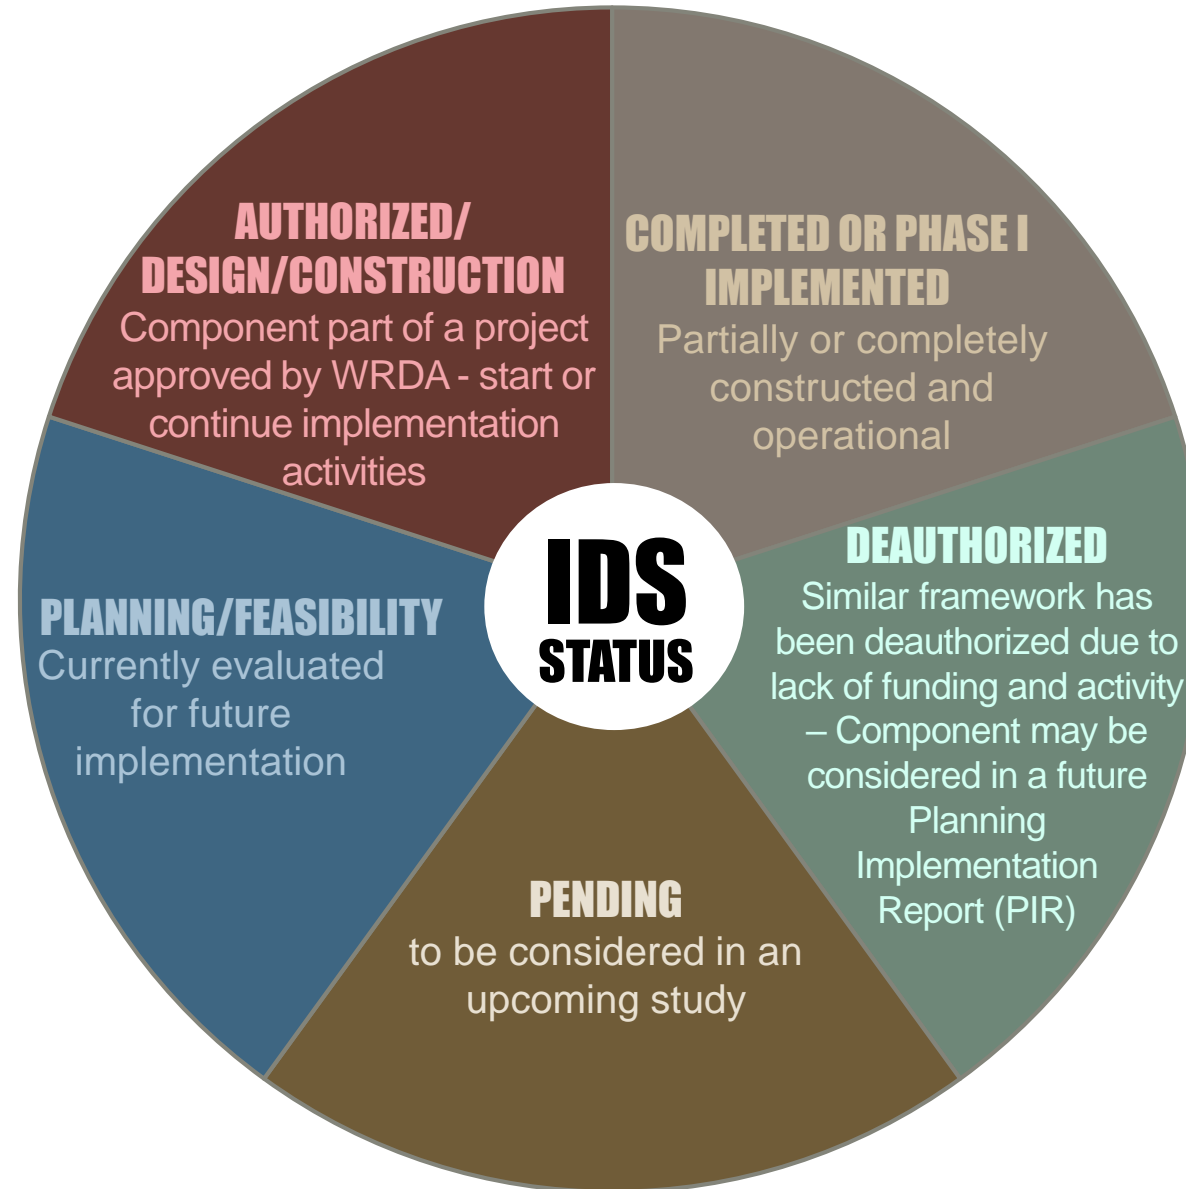 AUTHORIZED/
DESIGN/CONSTRUCTION
Component part of a project
approved by WRDA - start or
continue implementation
activities
COMPLETED OR PHASE I
IMPLEMENTED
Partially or completely
constructed and
operational
DEAUTHORIZED
Similar framework has
been deauthorized due to
lack of funding and activity
– Component may be
considered in a future
Planning
Implementation
Report (PIR)
PENDING
to be considered in an
upcoming study
PLANNING/FEASIBILITY
Currently evaluated
for future
implementation
IDS
STATUS